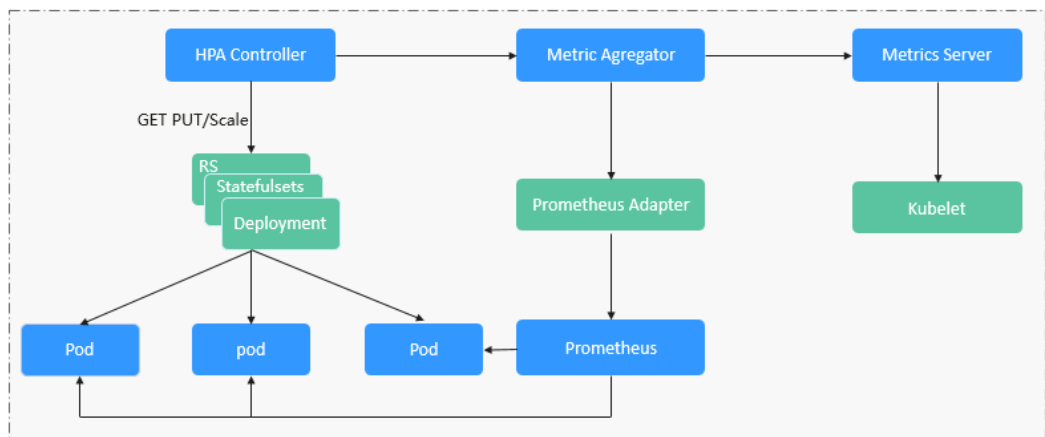 HPA Controller
Metric Agregator
Metrics Server
GET PUT/Scale
RS
Statefulsets
Deployment
Prometheus Adapter
Kubelet
Pod
pod
Pod
Prometheus